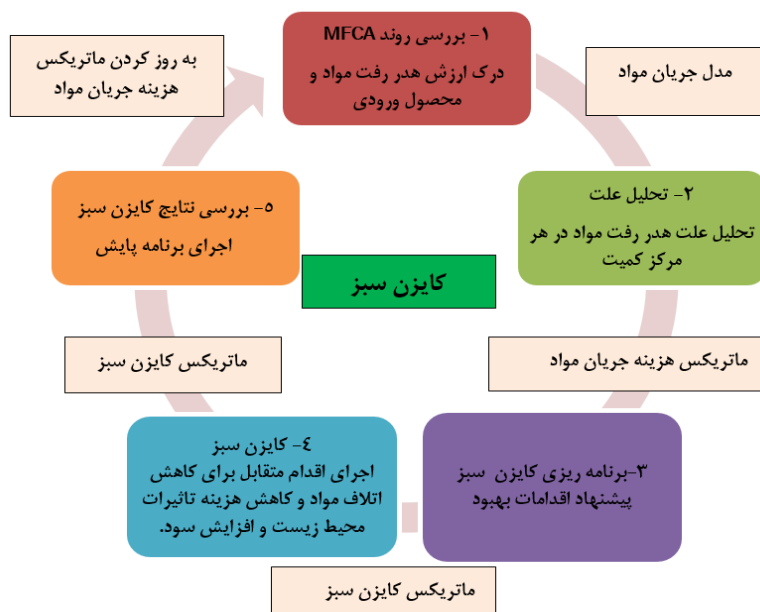 ۱- بررسی روند MFCA
درک ارزش هدر رفت مواد و
محصول ورودی
مدل جریان مواد
۲- تحلیل علت
تحلیل علت هدر رفت مواد در هر
مرکز کمیت
ماتریکس هزینه جریان مواد
۳-برنامه ریزی کایزن سبز
پیشنهاد اقدامات بهبود
ماتریکس کایزن سبز
٤- کایزن سبز
اجرای اقدام متقابل برای کاهش
اتلاف مواد و کاهش هزینه تاثیرات
محیط زیست و افزایش سود.
ماتریکس کایزن سبز
٥- بررسی نتایج کایزن سبز
اجرای برنامه پایش
به روز کردن ماتریکس
هزینه جریان مواد
کایزن سبز